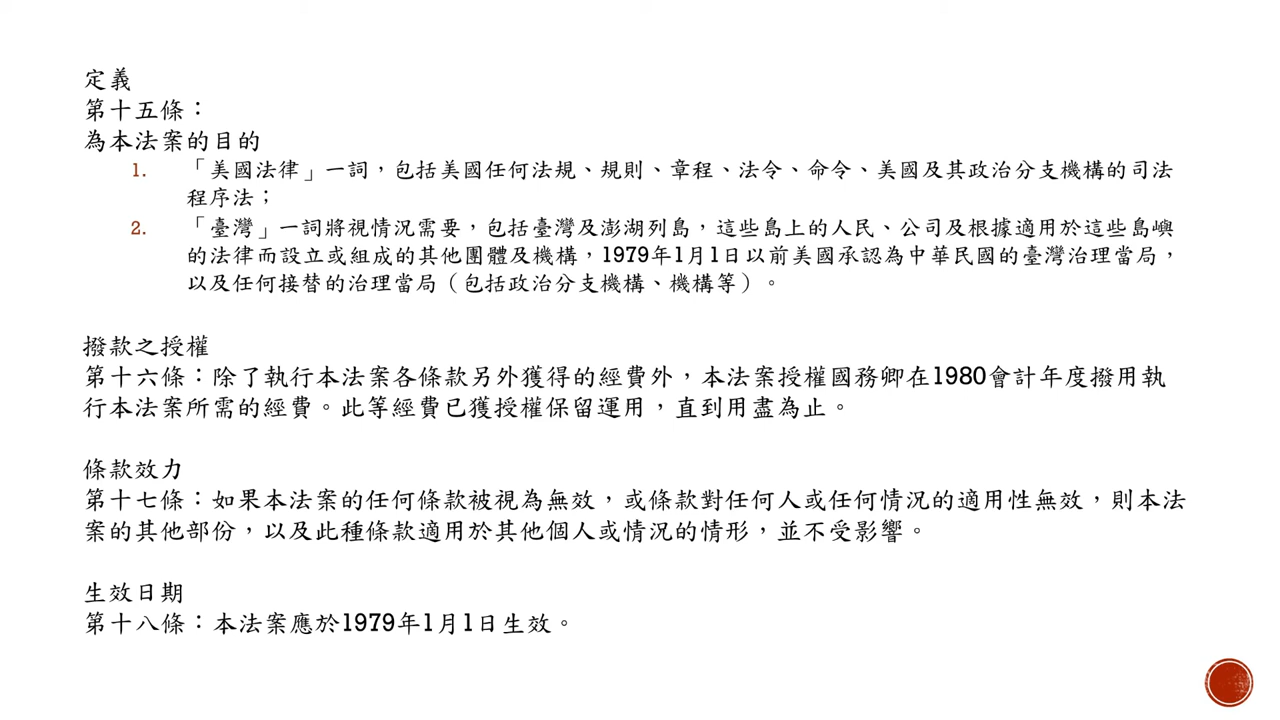 定義
第十五條：
為本法案的目的
1. 「美國法律」一詞，包括美國任何法規、規則、章程、法令、命令、美國及其政治分支機構的司法
程序法；
2. 「臺灣」一詞將視情況需要，包括臺灣及澎湖列島，這些島上的人民、公司及根據適用於這些島嶼
的法律而設立或組成的其他團體及機構，1979年1月1日以前美國承認為中華民國的臺灣治理當局，
以及任何接替的治理當局（包括政治分支機構、機構等）。
撥款之授權
第十六條：除了執行本法案各條款另外獲得的經費外，本法案授權國務卿在1980會計年度撥用執
行本法案所需的經費。此等經費已獲授權保留運用，直到用盡為止。
條款效力
第十七條：如果本法案的任何條款被視為無效，或條款對任何人或任何情況的適用性無效，則本法
案的其他部份，以及此種條款適用於其他個人或情況的情形，並不受影響。
生效日期
第十八條：本法案應於1979年1月1日生效。